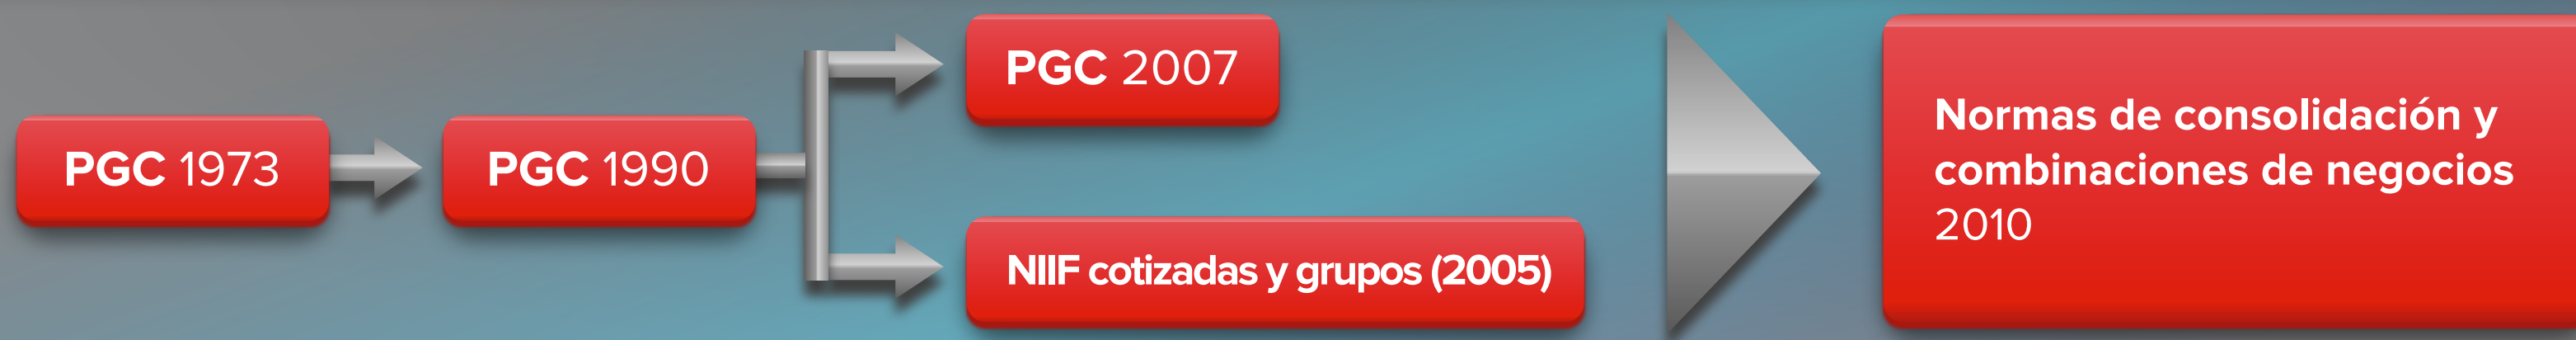 PGC 1973
PGC 1990
PGC 2007
NIIF cotizadas y grupos (2005)
Normas de consolidación y
combinaciones de negocios
2010